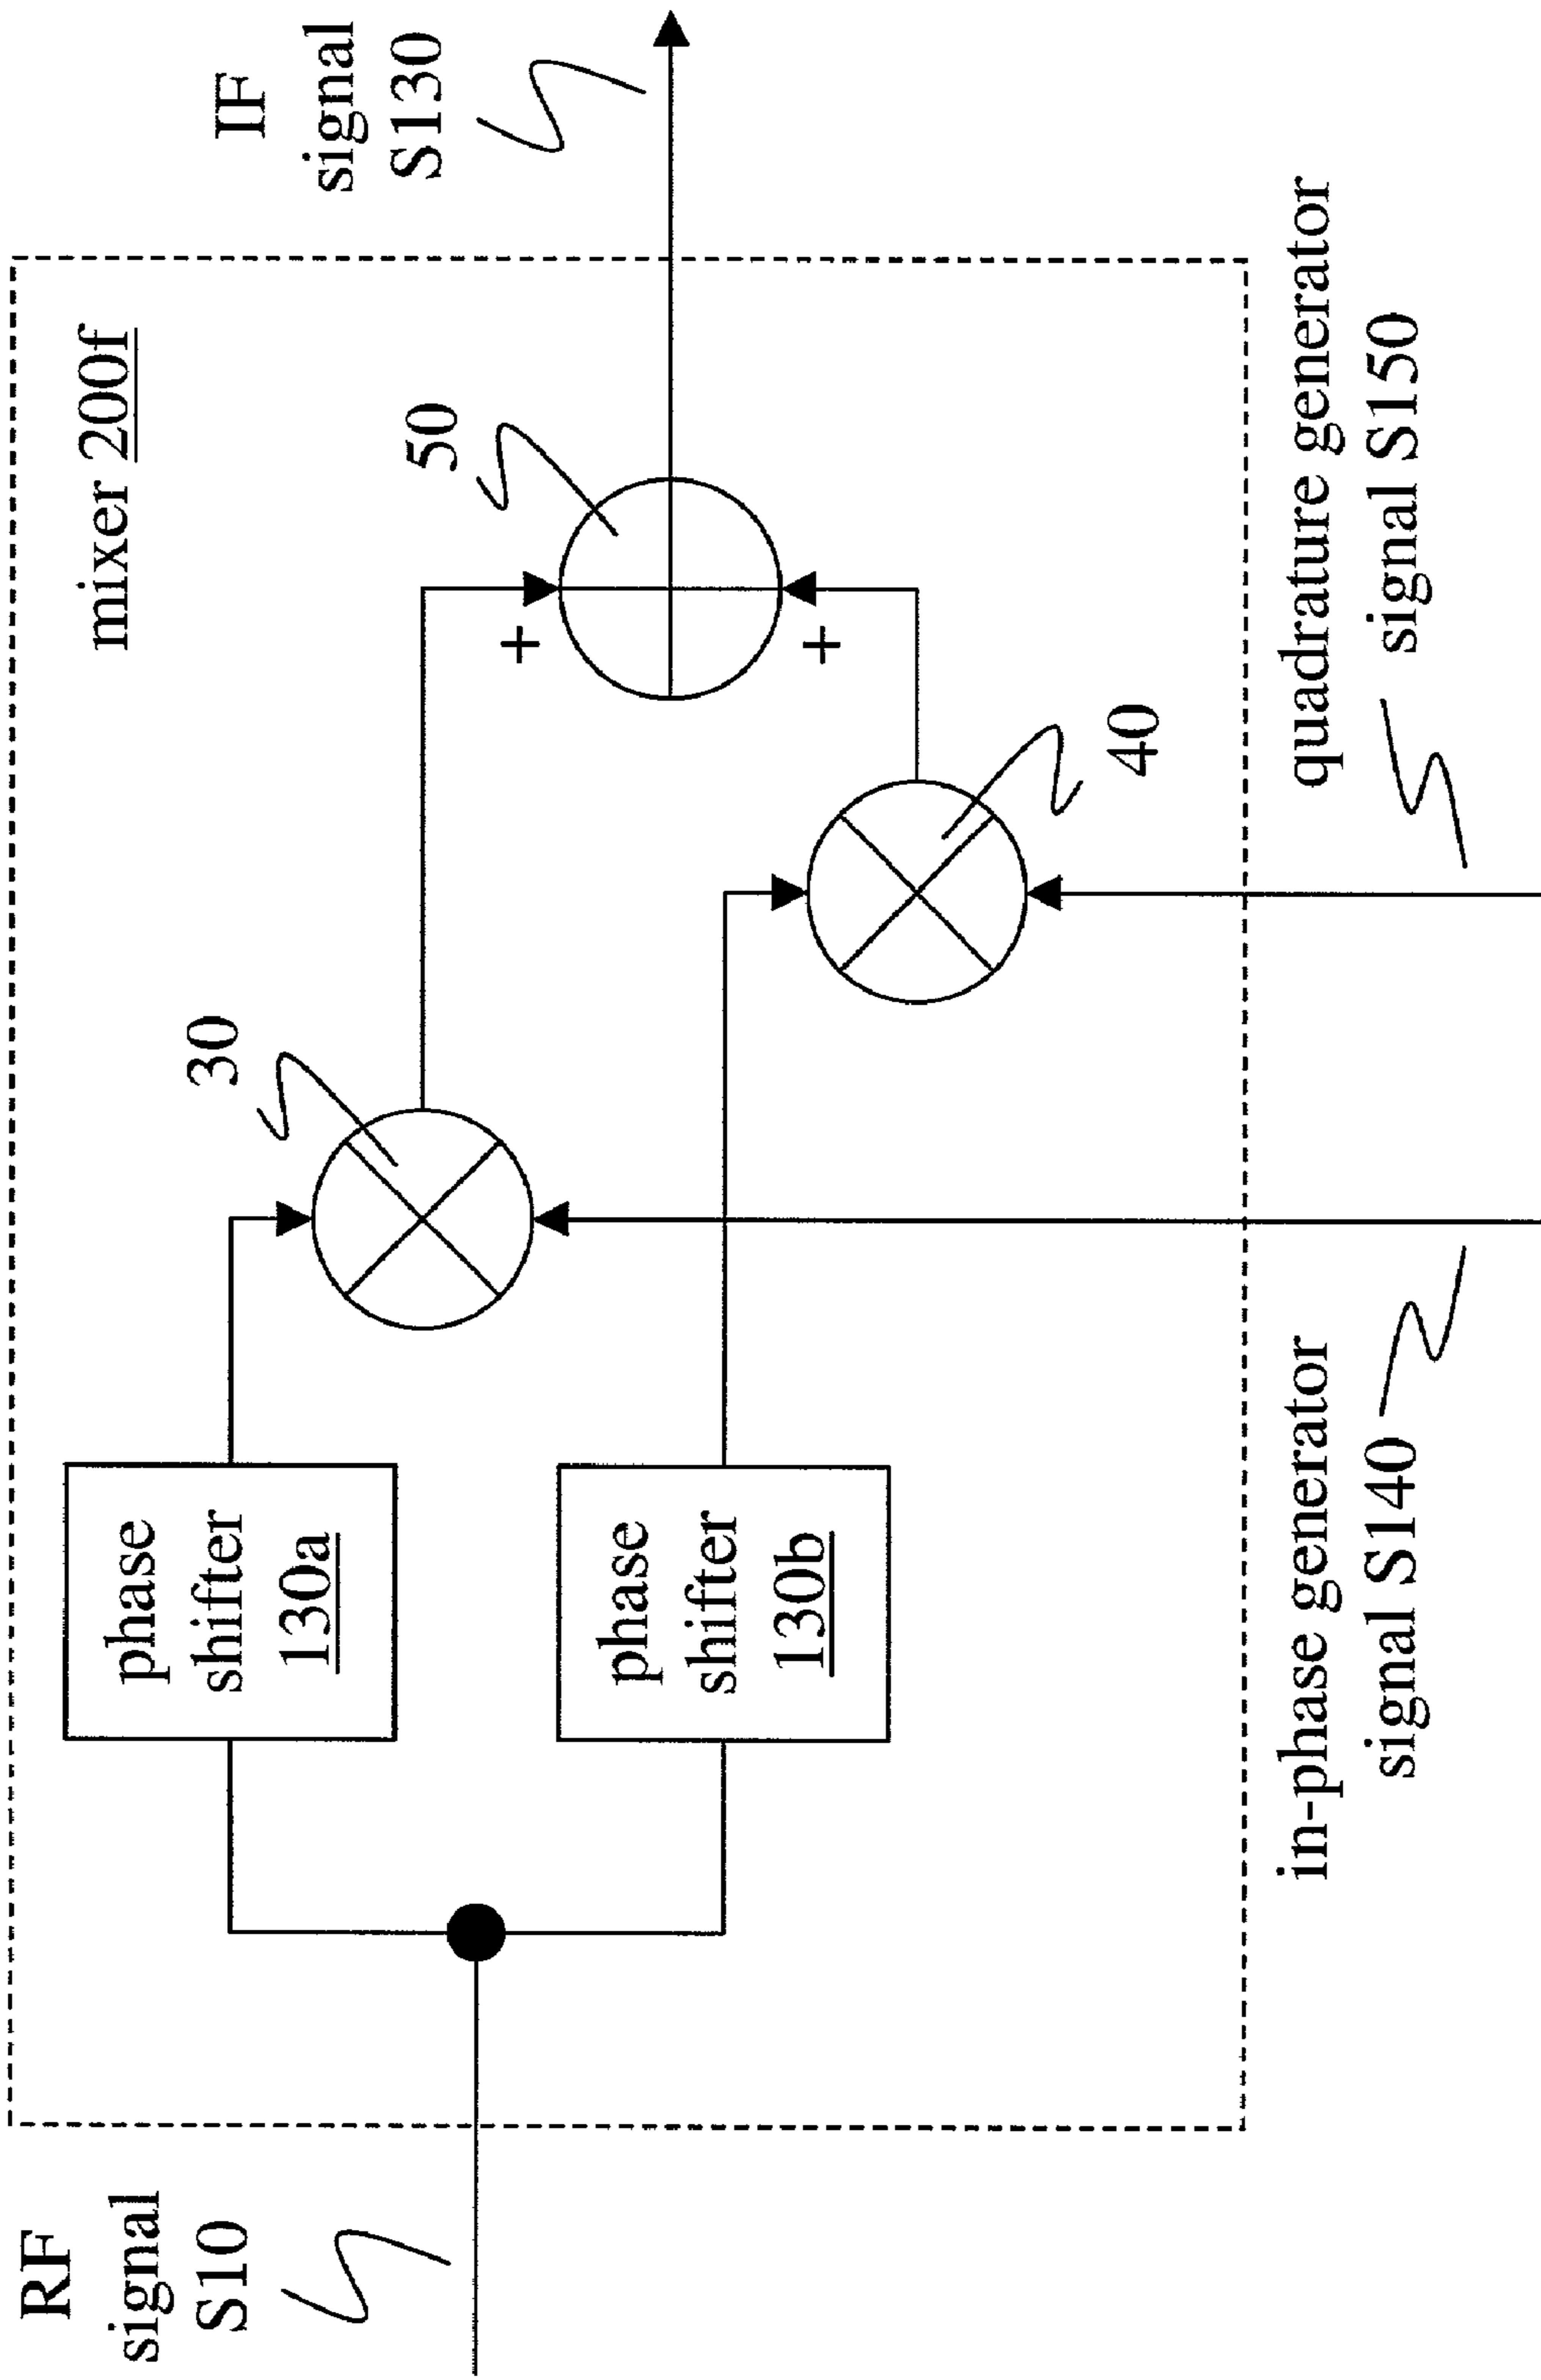 RF
signal
S10
mixer 200f
IF
signal
S130
phase
shifter
130a
30
50
+
+
phase
shifter
130b
40
in-phase generator
signal S140
quadrature generator
signal S150